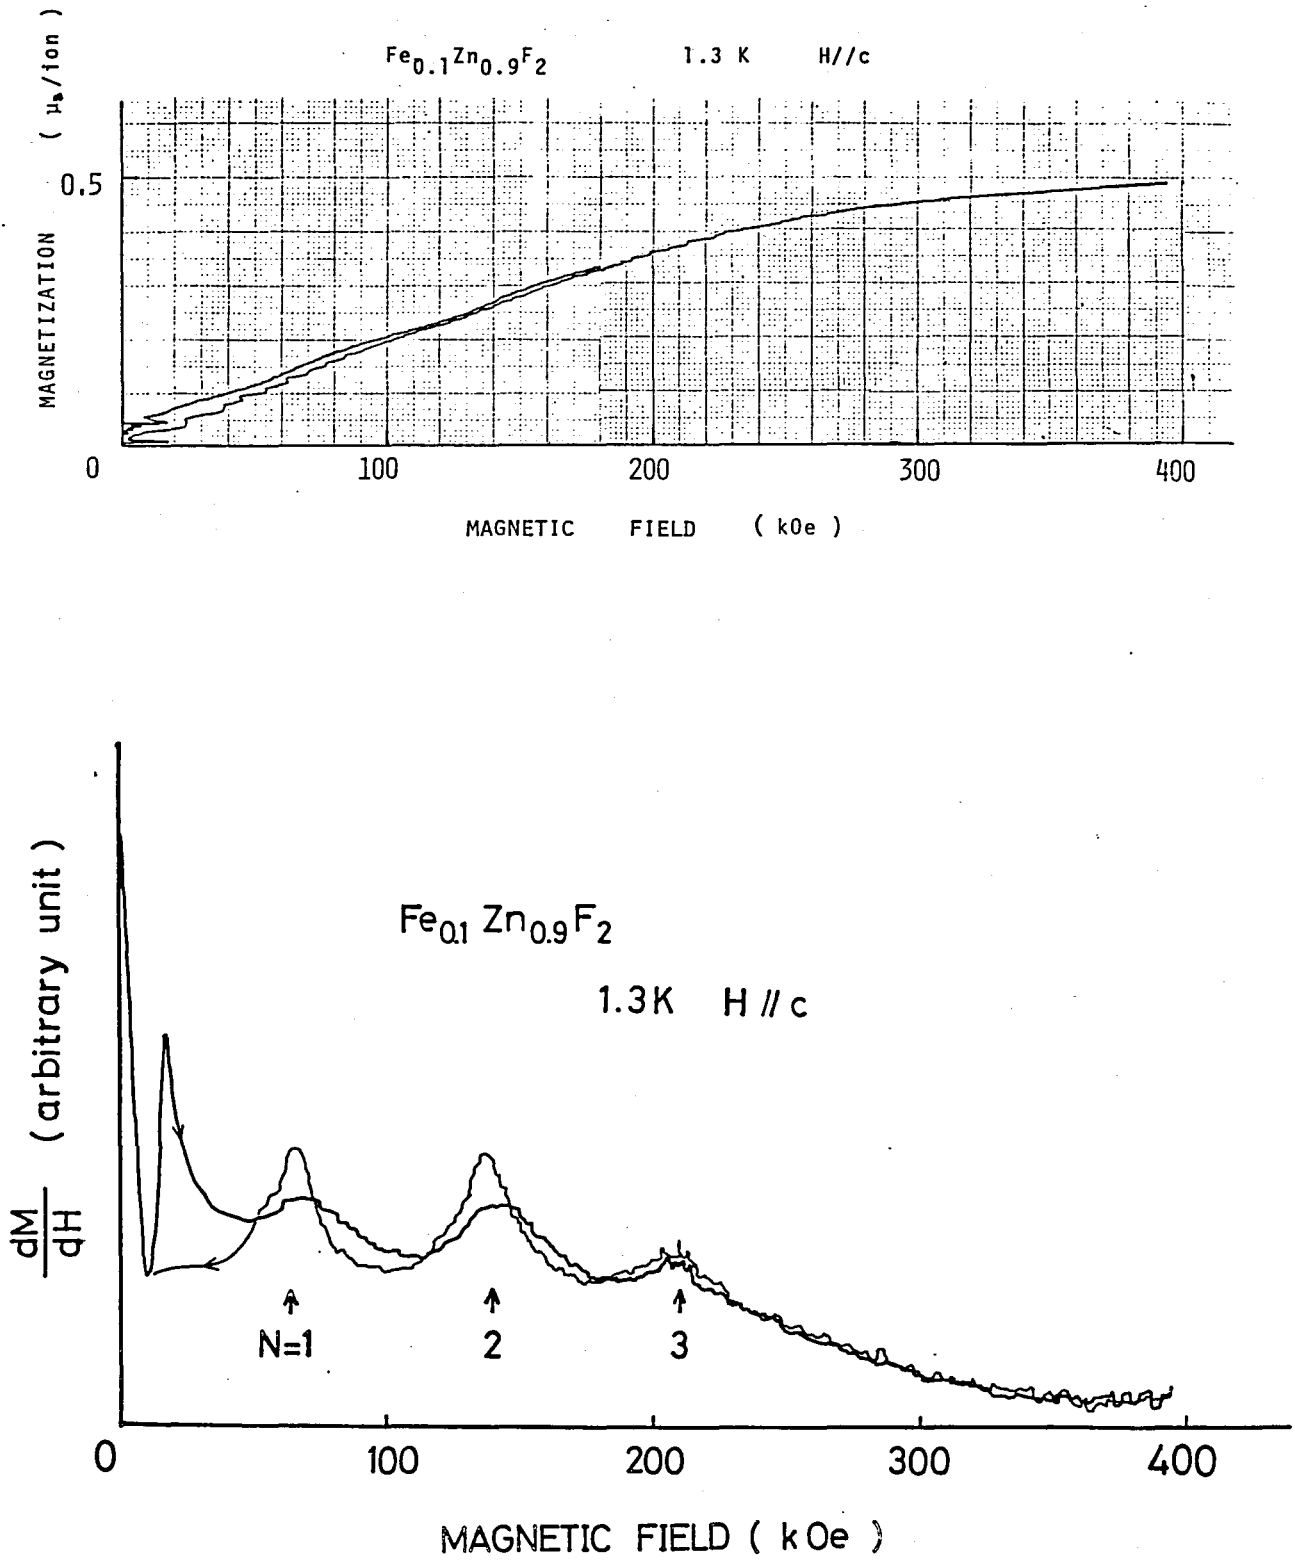 Fe0.1Zn0.9F2 1.3 K H//c
MAGNETIZATION ( μB/ion )
0.5
0 100 200 300 400
MAGNETIC FIELD ( kOe )
Fe0.1 Zn0.9F2
1.3K H // c
dM/dH (arbitrary unit)
N=1 2 3
0 100 200 300 400
MAGNETIC FIELD ( kOe )